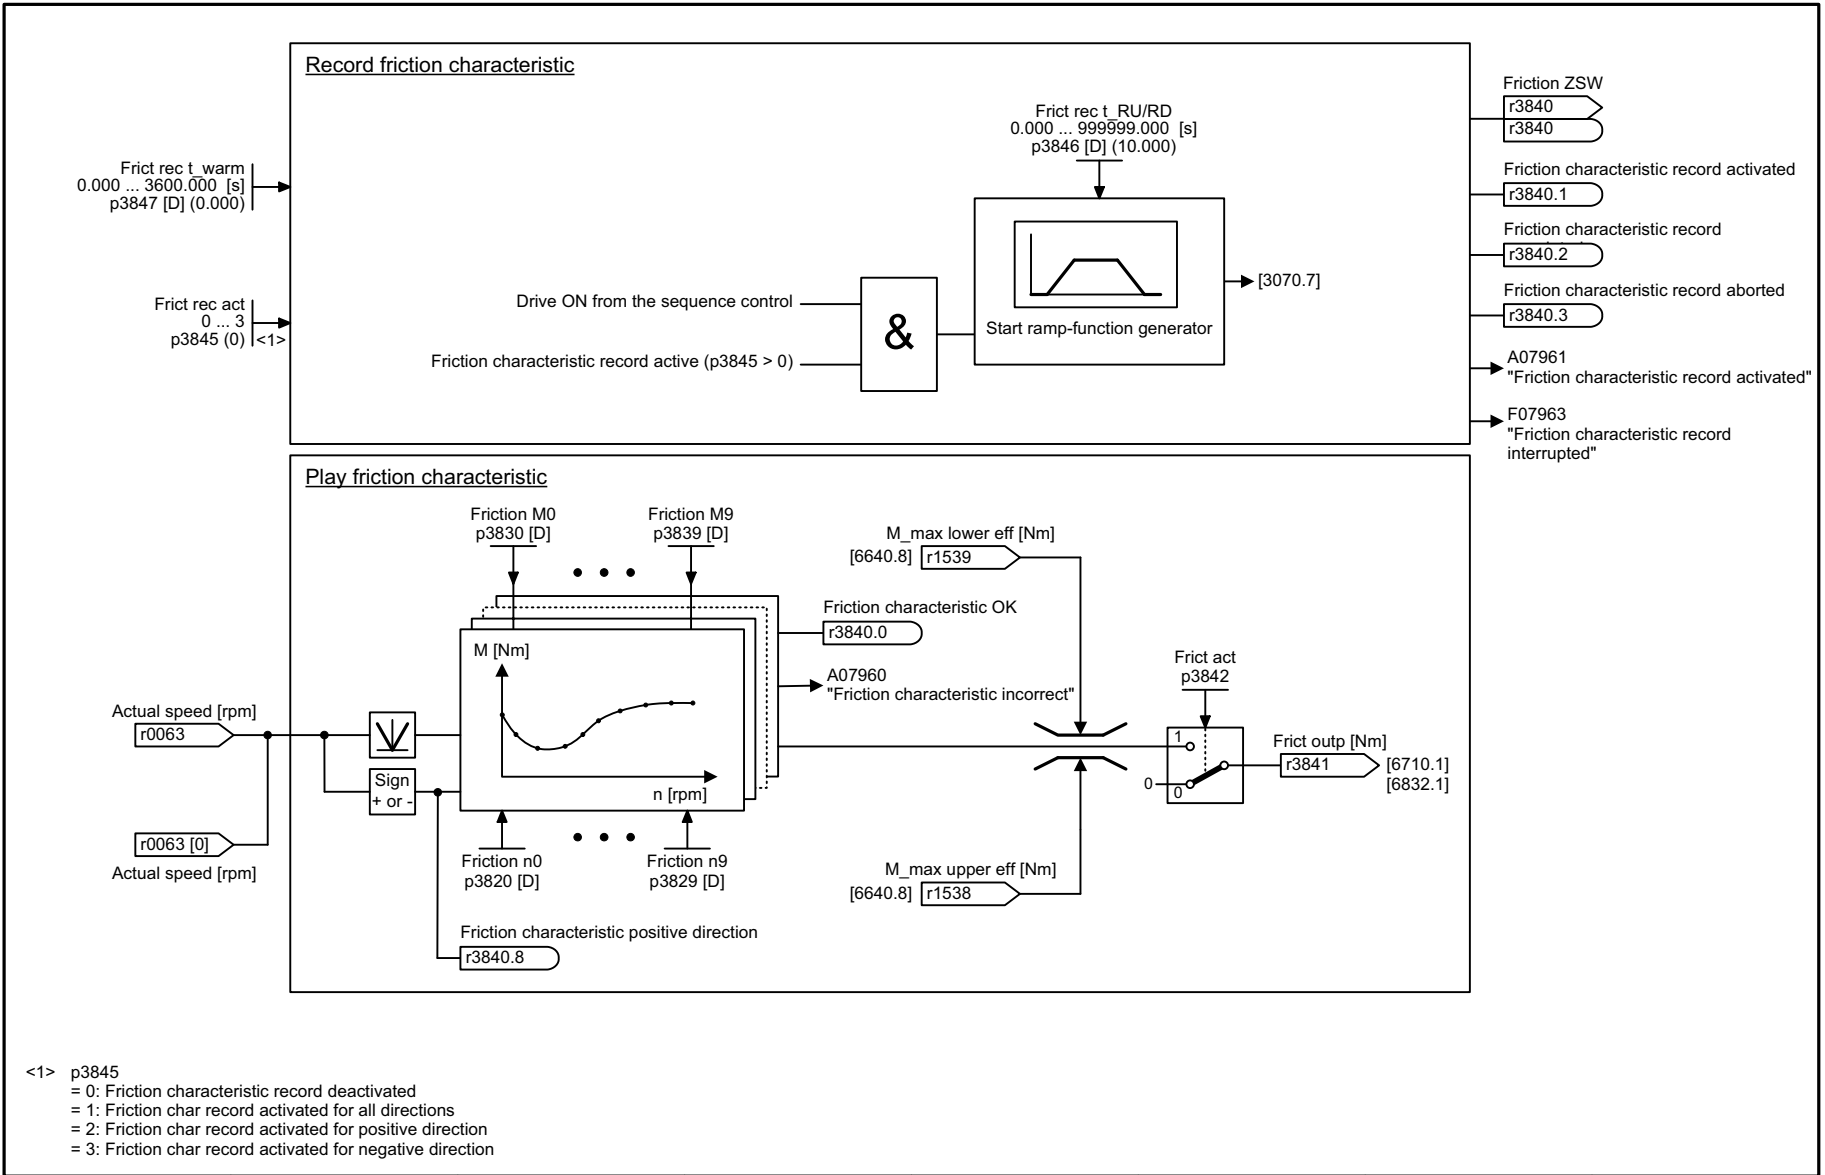 Record friction characteristic
Frict rec t_warm
0.000 ... 3600.000 [s]
p3847 [D] (0.000)
Frict rec act
0 ... 3
p3845 (0)
<1>
Frict rec t_RU/RD
0.000 ... 999999.000 [s]
p3846 [D] (10.000)
Drive ON from the sequence control
Friction characteristic record active (p3845 > 0)
&
Start ramp-function generator
[3070.7]
Friction ZSW
r3840
r3840
Friction characteristic record activated
r3840.1
Friction characteristic record
r3840.2
Friction characteristic record aborted
r3840.3
A07961
"Friction characteristic record activated"
F07963
"Friction characteristic record
interrupted"
Play friction characteristic
Friction M0
p3830 [D]
Friction M9
p3839 [D]
M_max lower eff [Nm]
[6640.8] r1539
Friction characteristic OK
r3840.0
A07960
"Friction characteristic incorrect"
M [Nm]
n [rpm]
Actual speed [rpm]
r0063
Sign
+ or -
r0063 [0]
Actual speed [rpm]
Friction n0
p3820 [D]
Friction n9
p3829 [D]
Frict act
p3842
1
0
0
Frict outp [Nm]
r3841
[6710.1]
[6832.1]
M_max upper eff [Nm]
[6640.8] r1538
Friction characteristic positive direction
r3840.8
<1> p3845
= 0: Friction characteristic record deactivated
= 1: Friction char record activated for all directions
= 2: Friction char record activated for positive direction
= 3: Friction char record activated for negative direction